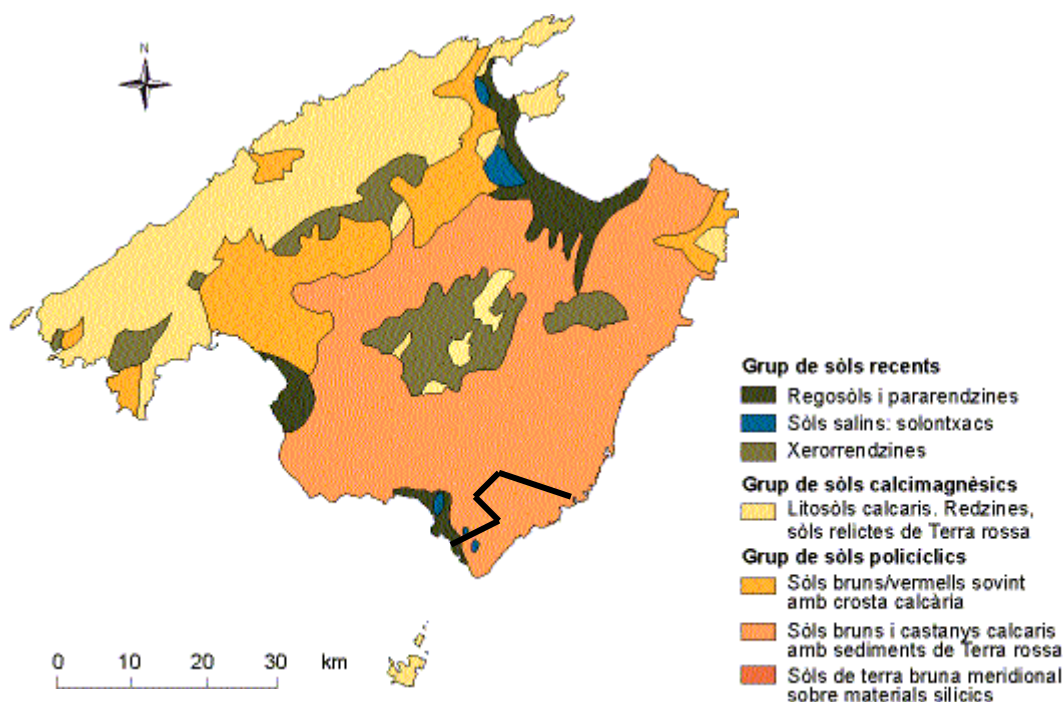 N
Grup de sòls recents
Regosòls i pararendzines
Sòls salins: solontxacs
Xerorrendzines
Grup de sòls calcimagnèsics
Litosòls calcaris. Redzines,
sòls relictes de Terra rossa
Grup de sòls policíclics
Sòls bruns/vermells sovint
amb crosta calcària
Sòls bruns i castanys calcaris
amb sediments de Terra rossa
Sòls de terra bruna meridional
sobre materials silícics
0 10 20 30 km